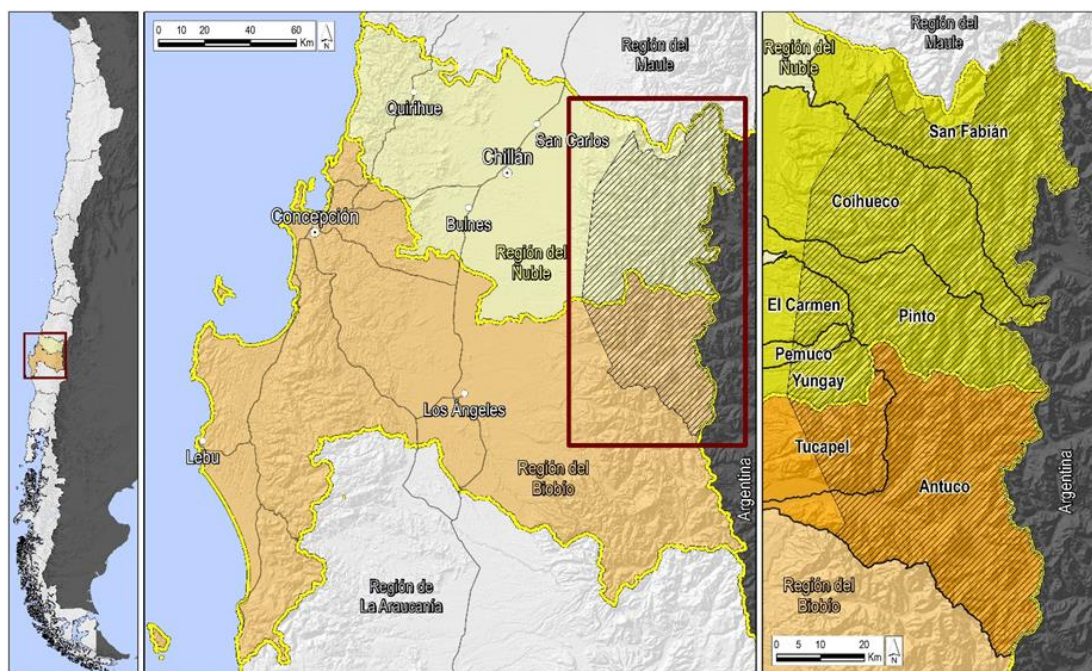 0 20 40 60
Km
N
Región del
Maule
Quirihue
San Carlos
Chillán
Concepción
Bulnes
Región del
Ñuble
Los Ángeles
Lebu
Región del
Biobío
Argentina
Región de
La Araucanía
Región del
Ñuble
Región del
Maule
San Fabián
Coihueco
El Carmen
Pinto
Pemuco
Yungay
Tucapel
Antuco
Argentina
Región del
Biobío
0 5 10 20
Km
N